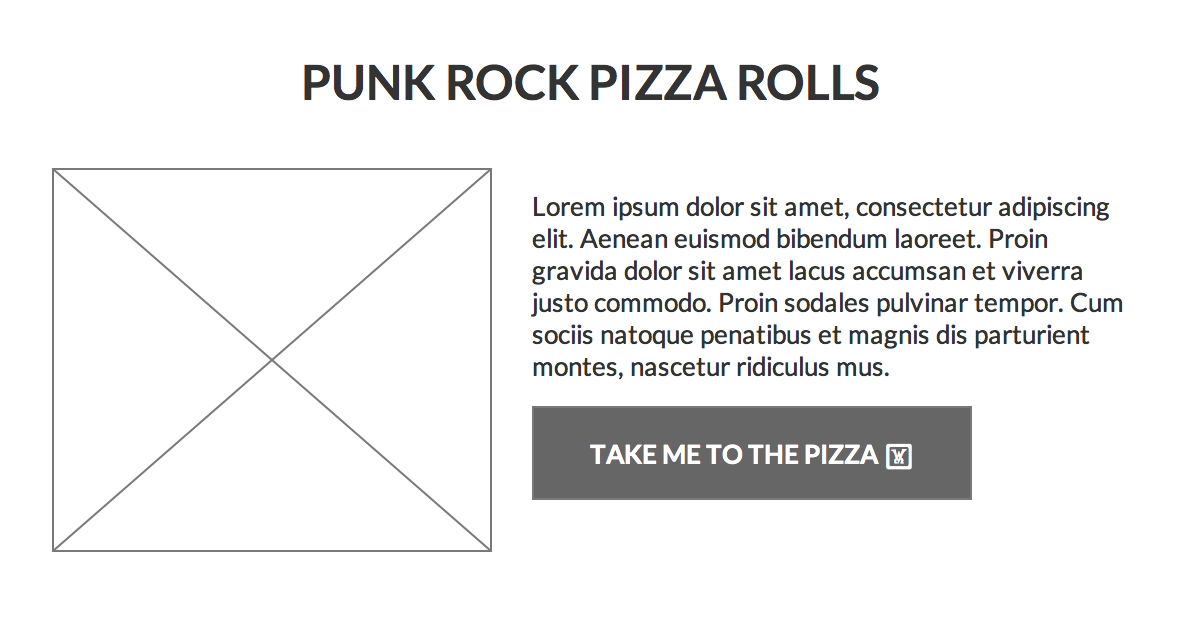 PUNK ROCK PIZZA ROLLS
Lorem ipsum dolor sit amet, consectetur adipiscing
elit. Aenean euismod bibendum laoreet. Proin
gravida dolor sit amet lacus accumsan et viverra
justo commodo. Proin sodales pulvinar tempor. Cum
sociis natoque penatibus et magnis dis parturient
montes, nascetur ridiculus mus.
TAKE ME TO THE PIZZA